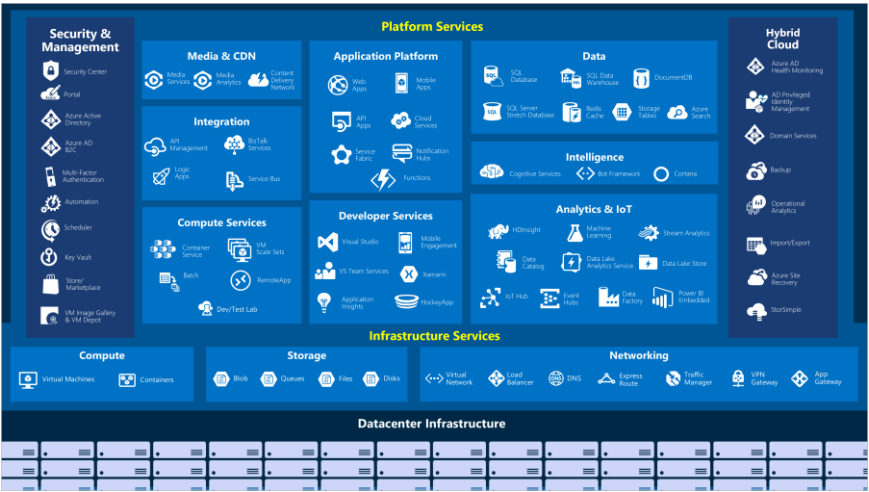 Platform Services
Security &
Management
Security Center
Portal
Azure Active
Directory
Azure AD
B2C
Multi-Factor
Authentication
Automation
Scheduler
Key Vault
Store/
Marketplace
VM Image Gallery
& VM Depot
Media & CDN
Media
Services
Media
Analytics
Content
Delivery
Network
Integration
API
Management
BizTalk
Services
Logic
Apps
Service Bus
Compute Services
Container
Service
VM
Scale Sets
Batch
RemoteApp
Dev/Test Lab
Application Platform
Web
Apps
Mobile
Apps
API
Apps
Cloud
Services
Service
Fabric
Notification
Hubs
Functions
Developer Services
Visual Studio
Mobile
Engagement
VS Team Services
Xamarin
Application
Insights
HockeyApp
Data
SQL
SQL
Database
SQL Data
Warehouse
DocumentDB
SQL
SQL Server
Stretch Database
Redis
Cache
Storage
Tables
Azure
Search
Intelligence
Cognitive Services
Bot Framework
Cortana
Analytics & IoT
HDInsight
Machine
Learning
Stream Analytics
Data
Catalog
Data Lake
Analytics Service
Data Lake Store
IoT Hub
Event
Hubs
Data
Factory
Power BI
Embedded
Hybrid
Cloud
Azure AD
Health Monitoring
AD Privileged
Identity
Management
Domain Services
Backup
Operational
Analytics
Import/Export
Azure Site
Recovery
StorSimple
Infrastructure Services
Compute
Virtual Machines
Containers
Storage
Blob
Queues
Files
Disks
Networking
Virtual
Network
Load
Balancer
DNS
DNS
Express
Route
Traffic
Manager
VPN
Gateway
App
Gateway
Datacenter Infrastructure